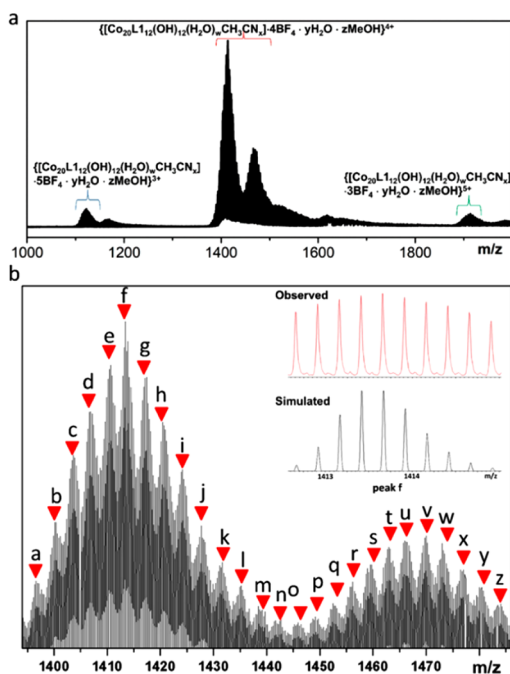 a
{[Co20L112(OH)12(H2O)wCH3CNx]·4BF4 · yH2O · zMeOH}4+
{[Co20L112(OH)12(H2O)wCH3CNx]
·5BF4 · yH2O · zMeOH}3+
{[Co20L112(OH)12(H2O)wCH3CNx]
·3BF4 · yH2O · zMeOH}5+
1000 1200 1400 1600 1800 m/z
b
Observed
Simulated
1413 1414 m/z
peak f
a b c d e f g h i j k l m n o p q r s t u v w x y z
1400 1410 1420 1430 1440 1450 1460 1470 m/z